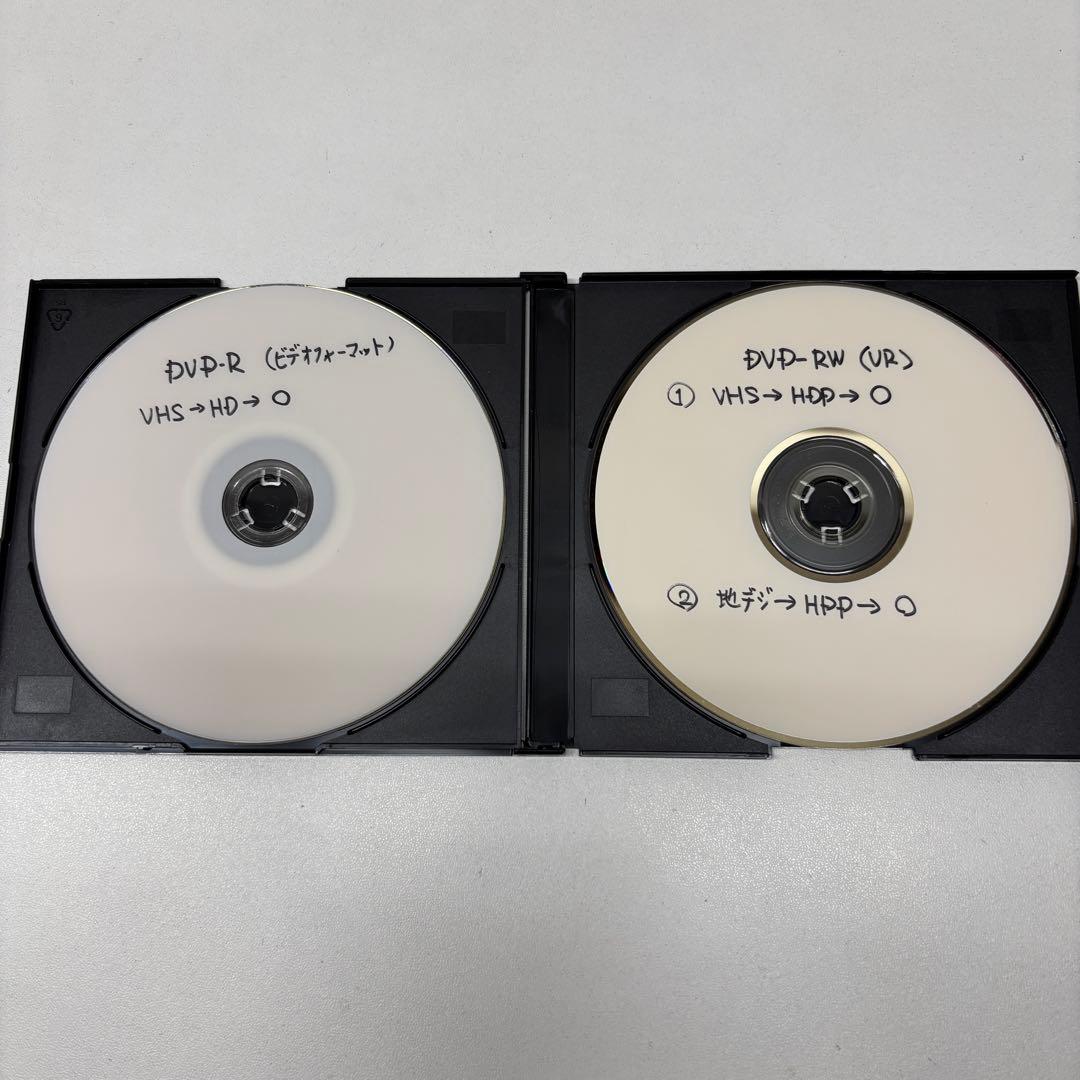 DVD-R (ビデオフォーマット)
VHS→HD→○
DVD-RW (VR)
① VHS→HDD→○
② 地デジ→HDD→○